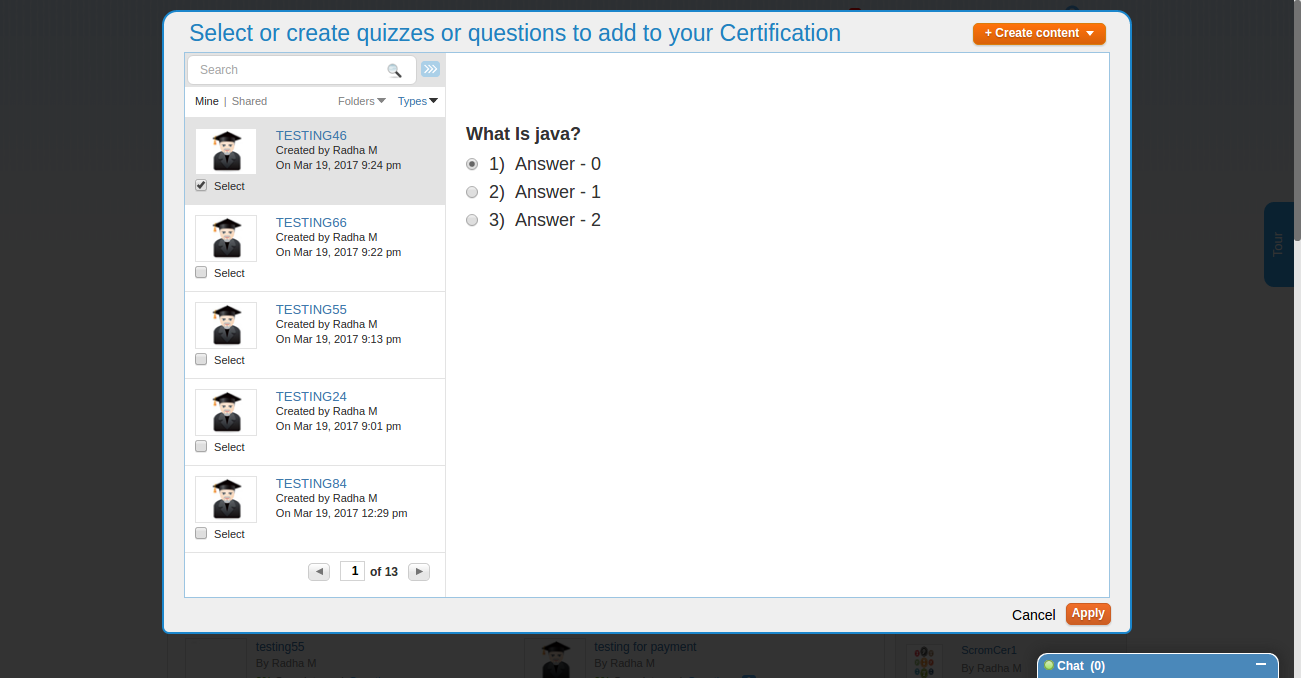 Select or create quizzes or questions to add to your Certification
+ Create content
Search
Mine | Shared
Folders
Types
TESTING46
Created by Radha M
On Mar 19, 2017 9:24 pm
Select
TESTING66
Created by Radha M
On Mar 19, 2017 9:22 pm
Select
TESTING55
Created by Radha M
On Mar 19, 2017 9:13 pm
Select
TESTING24
Created by Radha M
On Mar 19, 2017 9:01 pm
Select
TESTING84
Created by Radha M
On Mar 19, 2017 12:29 pm
Select
1 of 13
What Is java?
1) Answer - 0
2) Answer - 1
3) Answer - 2
Tour
Cancel
Apply
testing55
By Radha M
testing for payment
By Radha M
ScromCer1
By Radha M
Chat (0)